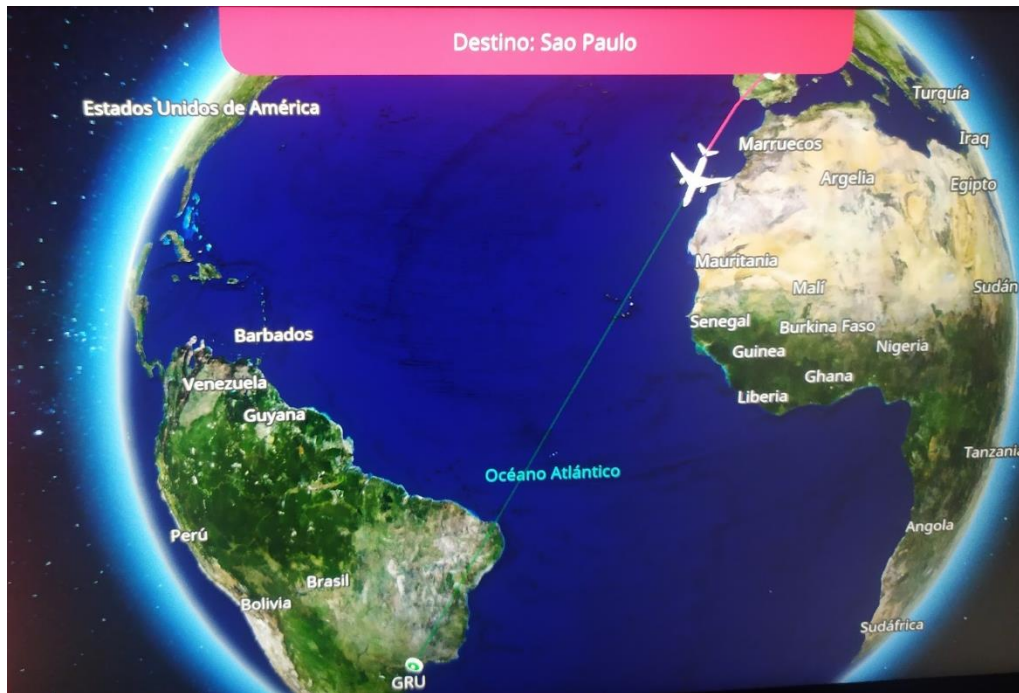 Destino: Sao Paulo
Estados Unidos de América
Turquía
Marruecos
Iraq
Argelia
Egipto
Mauritania
Malí
Sudán
Senegal
Burkina Faso
Barbados
Guinea
Nigeria
Venezuela
Ghana
Guyana
Liberia
Océano Atlántico
Tanzania
Angola
Perú
Brasil
Bolivia
Sudáfrica
GRU